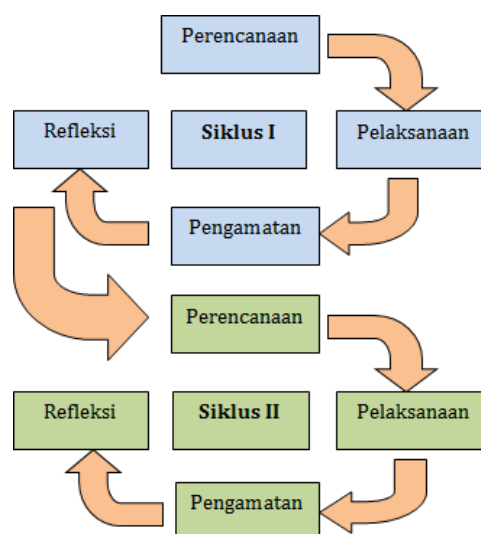 Perencanaan
Refleksi
Siklus I
Pelaksanaan
Pengamatan
Perencanaan
Refleksi
Siklus II
Pelaksanaan
Pengamatan